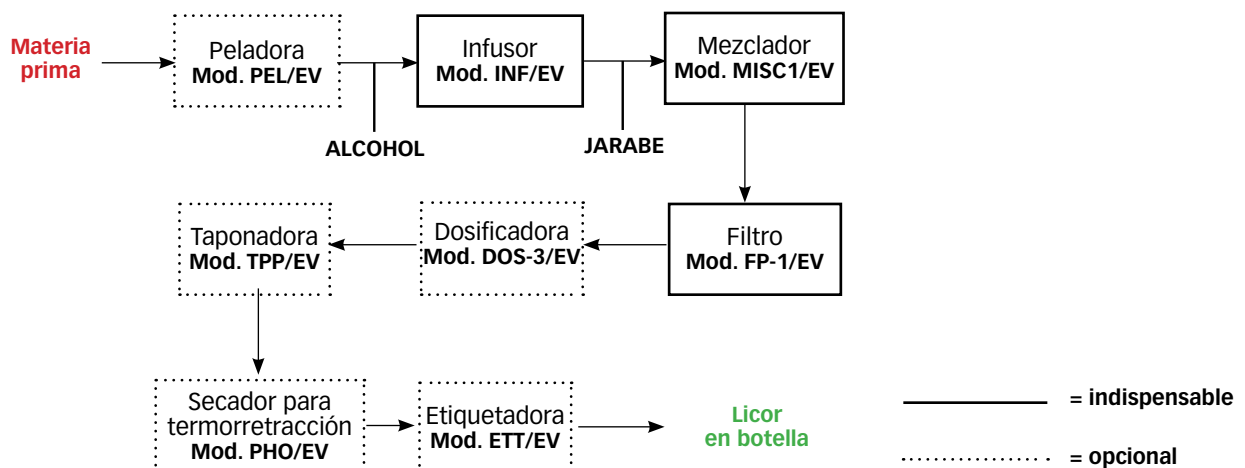 Materia
prima
Peladora
Mod. PEL/EV
Infusor
Mod. INF/EV
Mezclador
Mod. MISC1/EV
ALCOHOL
JARABE
Taponadora
Mod. TPP/EV
Dosificadora
Mod. DOS-3/EV
Filtro
Mod. FP-1/EV
Secador para
termorretracción
Mod. PHO/EV
Etiquetadora
Mod. ETT/EV
Licor
en botella
= indispensable
= opcional